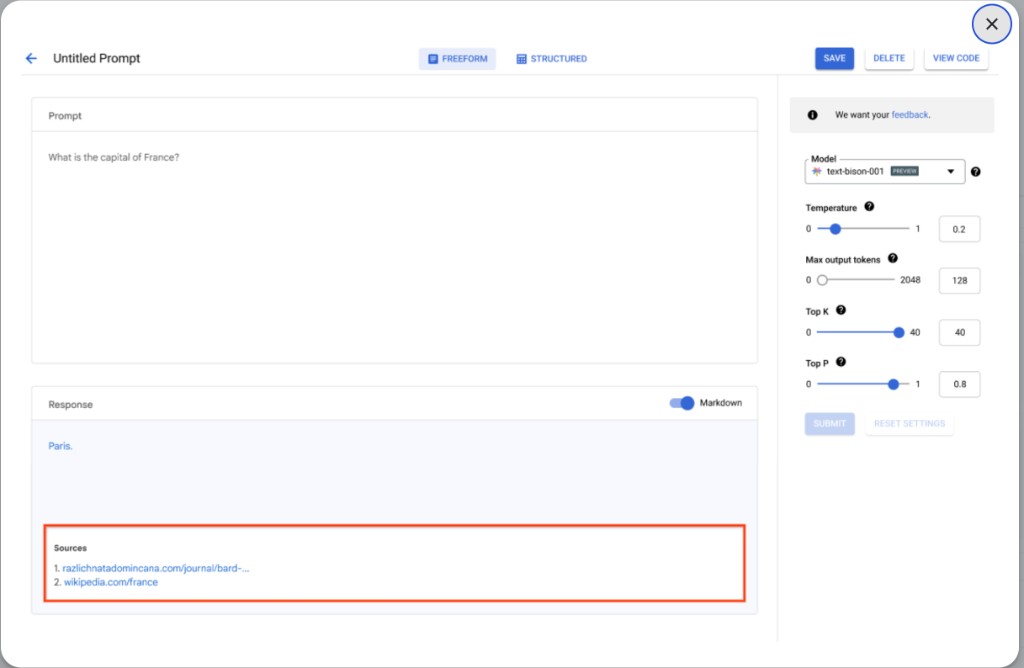 Untitled Prompt
FREEFORM
STRUCTURED
SAVE
DELETE
VIEW CODE
Prompt
What is the capital of France?
We want your feedback.
Model
text-bison-001 PREVIEW
Temperature
0 1 0.2
Max output tokens
0 2048 128
Top K
0 40 40
Top P
0 1 0.8
SUBMIT
RESET SETTINGS
Response
Markdown
Paris.
Sources
1. razlichnatadomincana.com/journal/bard-...
2. wikipedia.com/france